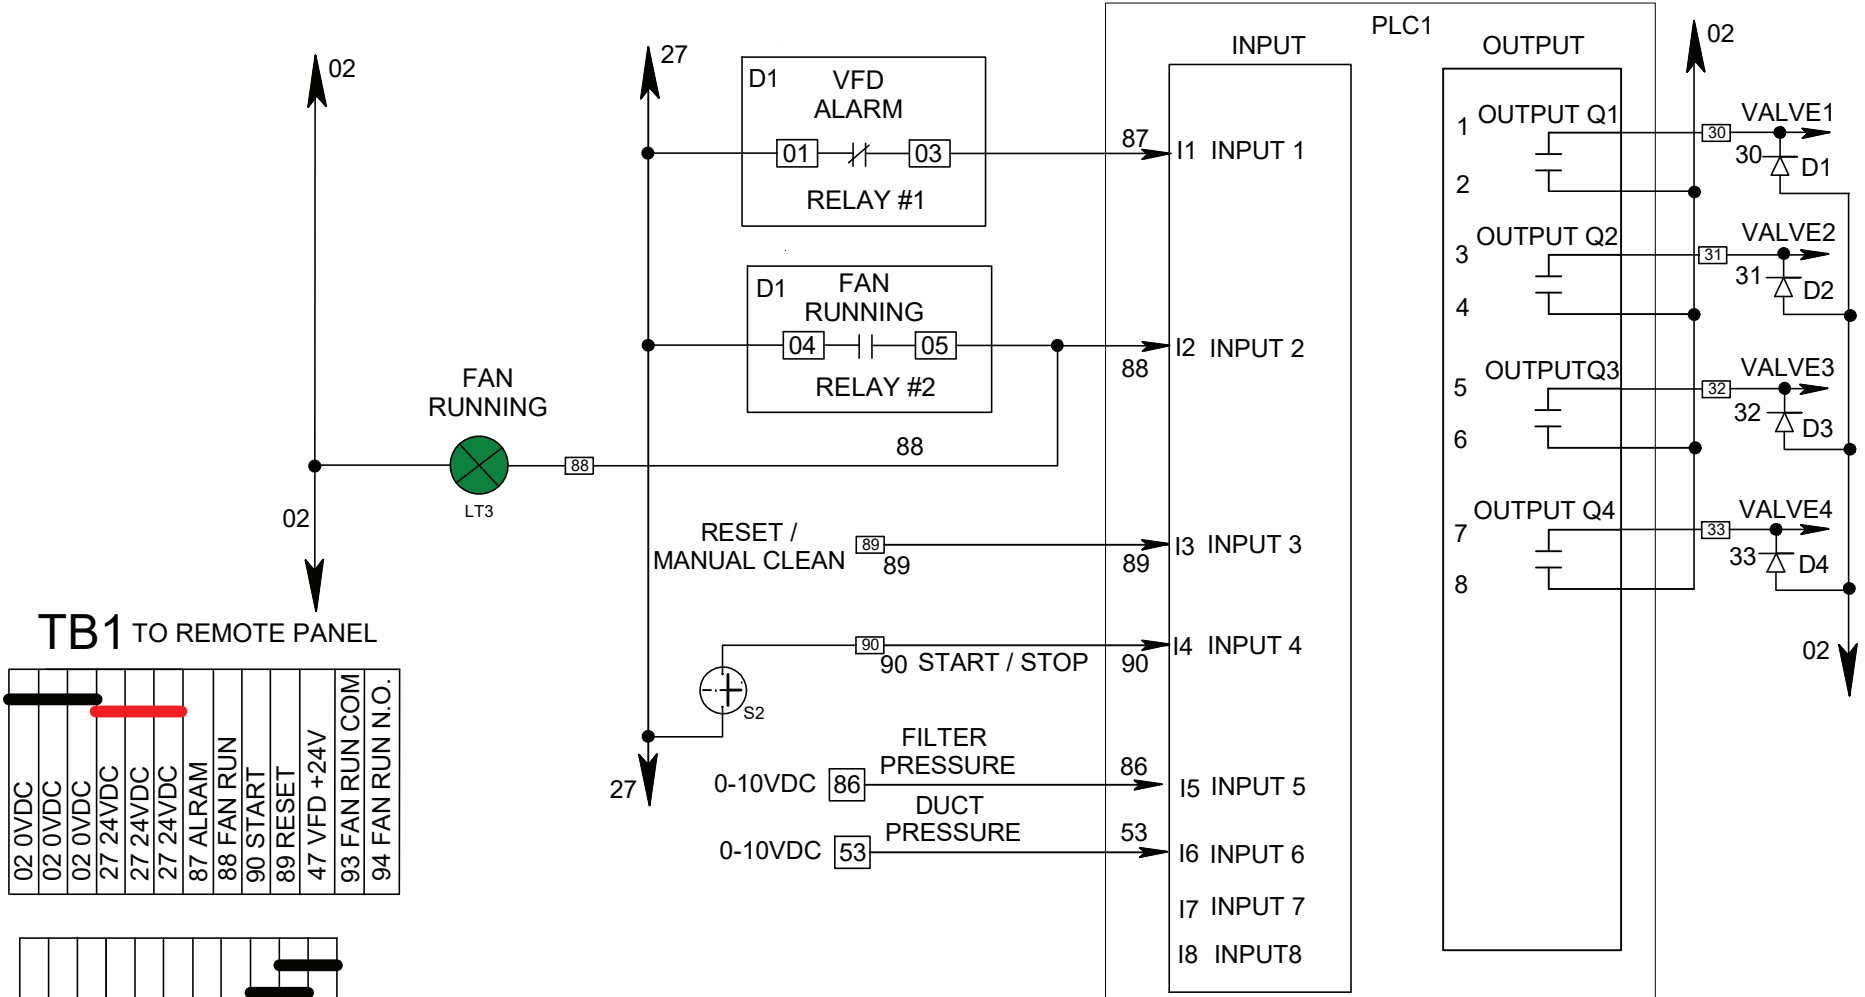 PLC1
INPUT
OUTPUT
02
27
02
D1
VFD
ALARM
01
03
RELAY #1
87
I1 INPUT 1
D1
FAN
RUNNING
04
05
RELAY #2
88
I2 INPUT 2
FAN
RUNNING
LT3
88
88
02
RESET /
MANUAL CLEAN
89
89
89
I3 INPUT 3
S2
90
90 START / STOP
90
I4 INPUT 4
27
FILTER
PRESSURE
0-10VDC
86
86
I5 INPUT 5
DUCT
PRESSURE
0-10VDC
53
53
I6 INPUT 6
I7 INPUT 7
I8 INPUT8
1
OUTPUT Q1
2
30
VALVE1
30
D1
3
OUTPUT Q2
4
31
VALVE2
31
D2
5
OUTPUTQ3
6
32
VALVE3
32
D3
7
OUTPUT Q4
8
33
VALVE4
33
D4
02
TB1 TO REMOTE PANEL
02 0VDC
02 0VDC
02 0VDC
27 24VDC
27 24VDC
27 24VDC
87 ALRAM
88 FAN RUN
90 START
89 RESET
47 VFD +24V
93 FAN RUN COM
94 FAN RUN N.O.